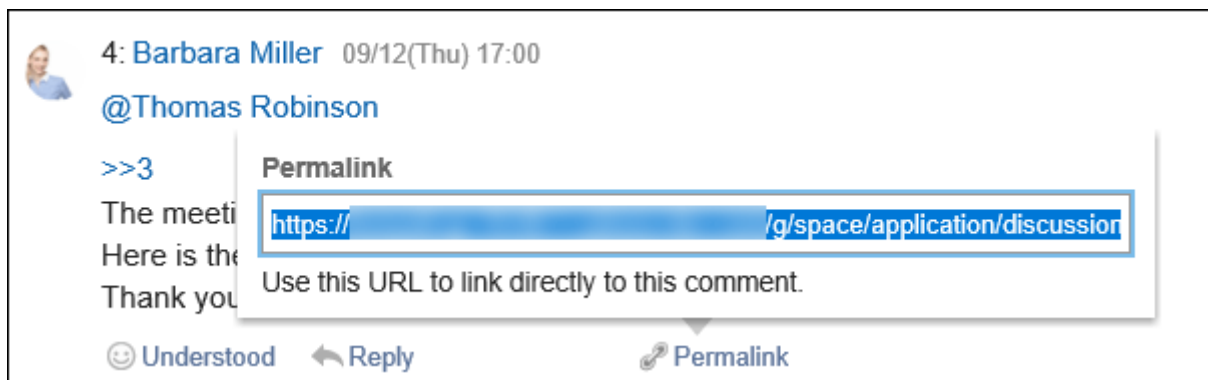 4: Barbara Miller 09/12(Thu) 17:00
@Thomas Robinson
>>3
Permalink
The meeti
https:// /g/space/application/discussion
Here is the
Use this URL to link directly to this comment.
Thank you
Understood Reply Permalink